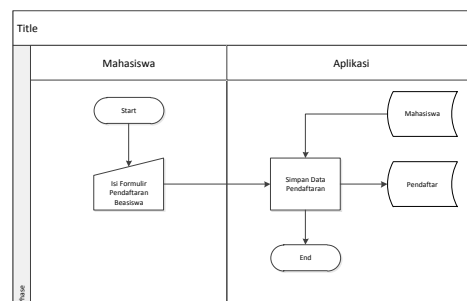 Title
Mahasiswa
Aplikasi
Start
Mahasiswa
Isi Formulir
Pendaftaran
Beasiswa
Simpan Data
Pendaftaran
Pendaftar
End
Phase